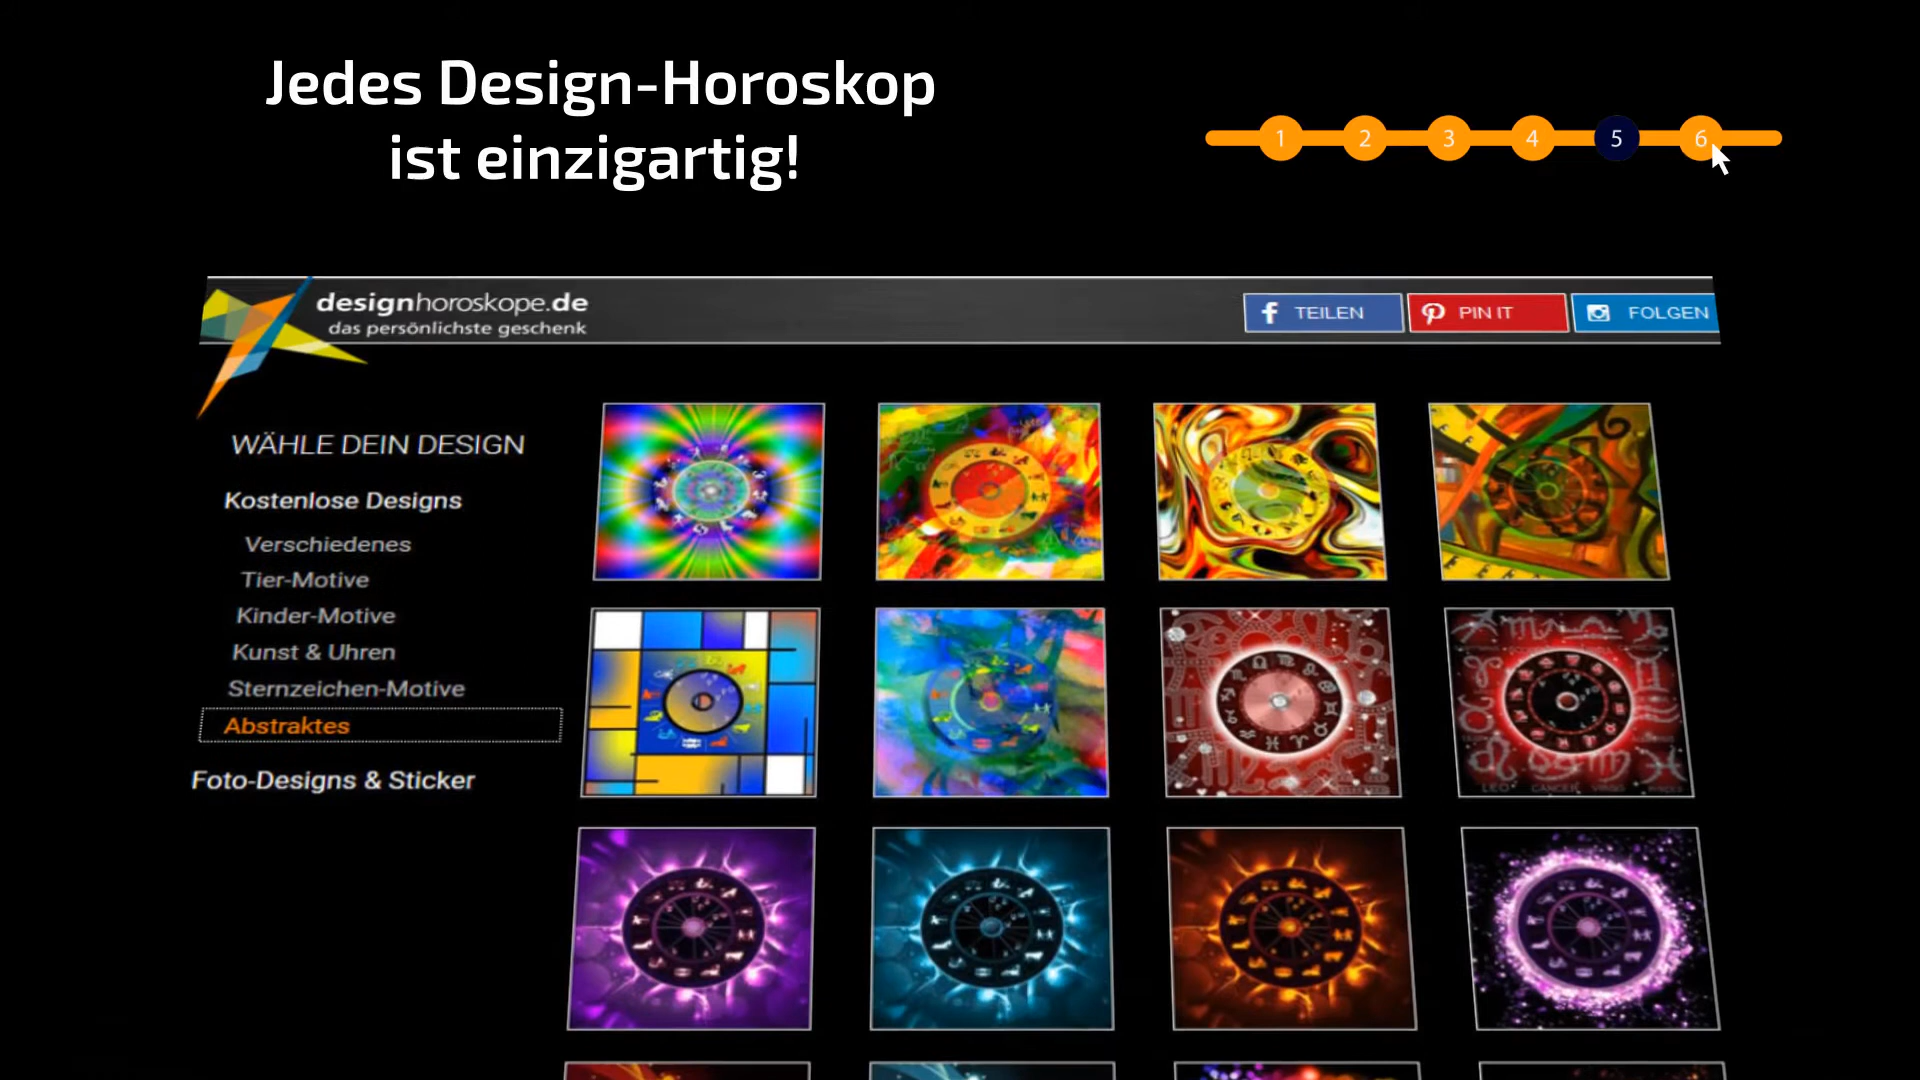 Jedes Design-Horoskop
ist einzigartig!
1 2 3 4 5 6
designhoroskope.de
das persönlichste geschenk
TEILEN
PIN IT
FOLGEN
WÄHLE DEIN DESIGN
Kostenlose Designs
Verschiedenes
Tier-Motive
Kinder-Motive
Kunst & Uhren
Sternzeichen-Motive
Abstraktes
Foto-Designs & Sticker
LEO CANCER